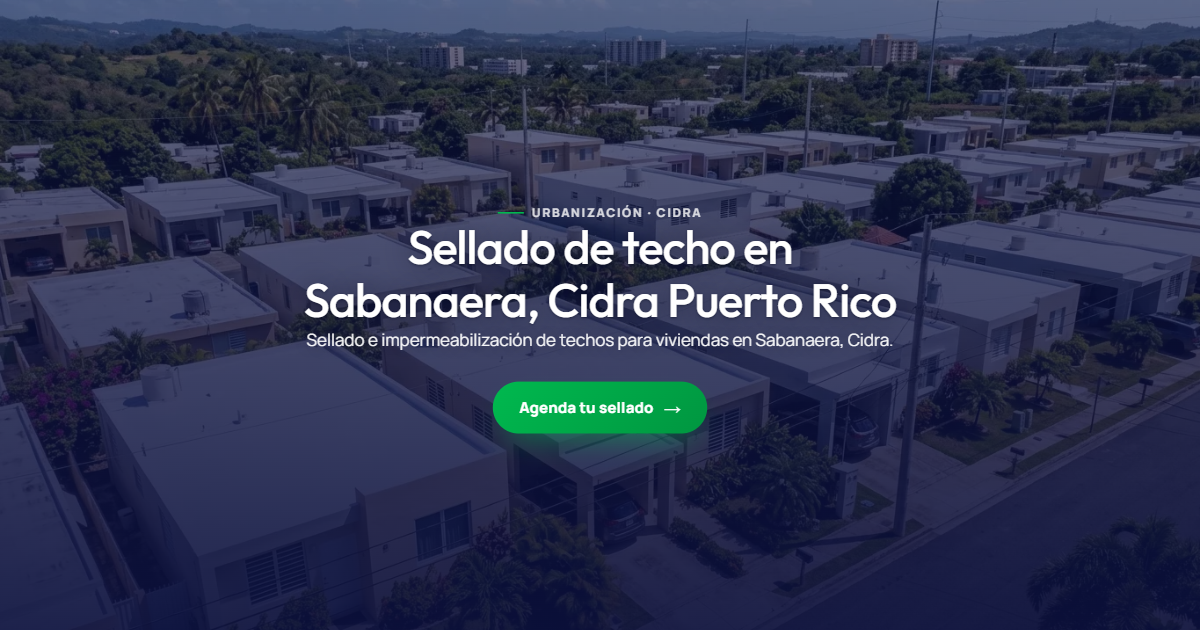 URBANIZACIÓN · CIDRA
Sellado de techo en
Sabanaera, Cidra Puerto Rico
Sellado e impermeabilización de techos para viviendas en Sabanaera, Cidra.
Agenda tu sellado →